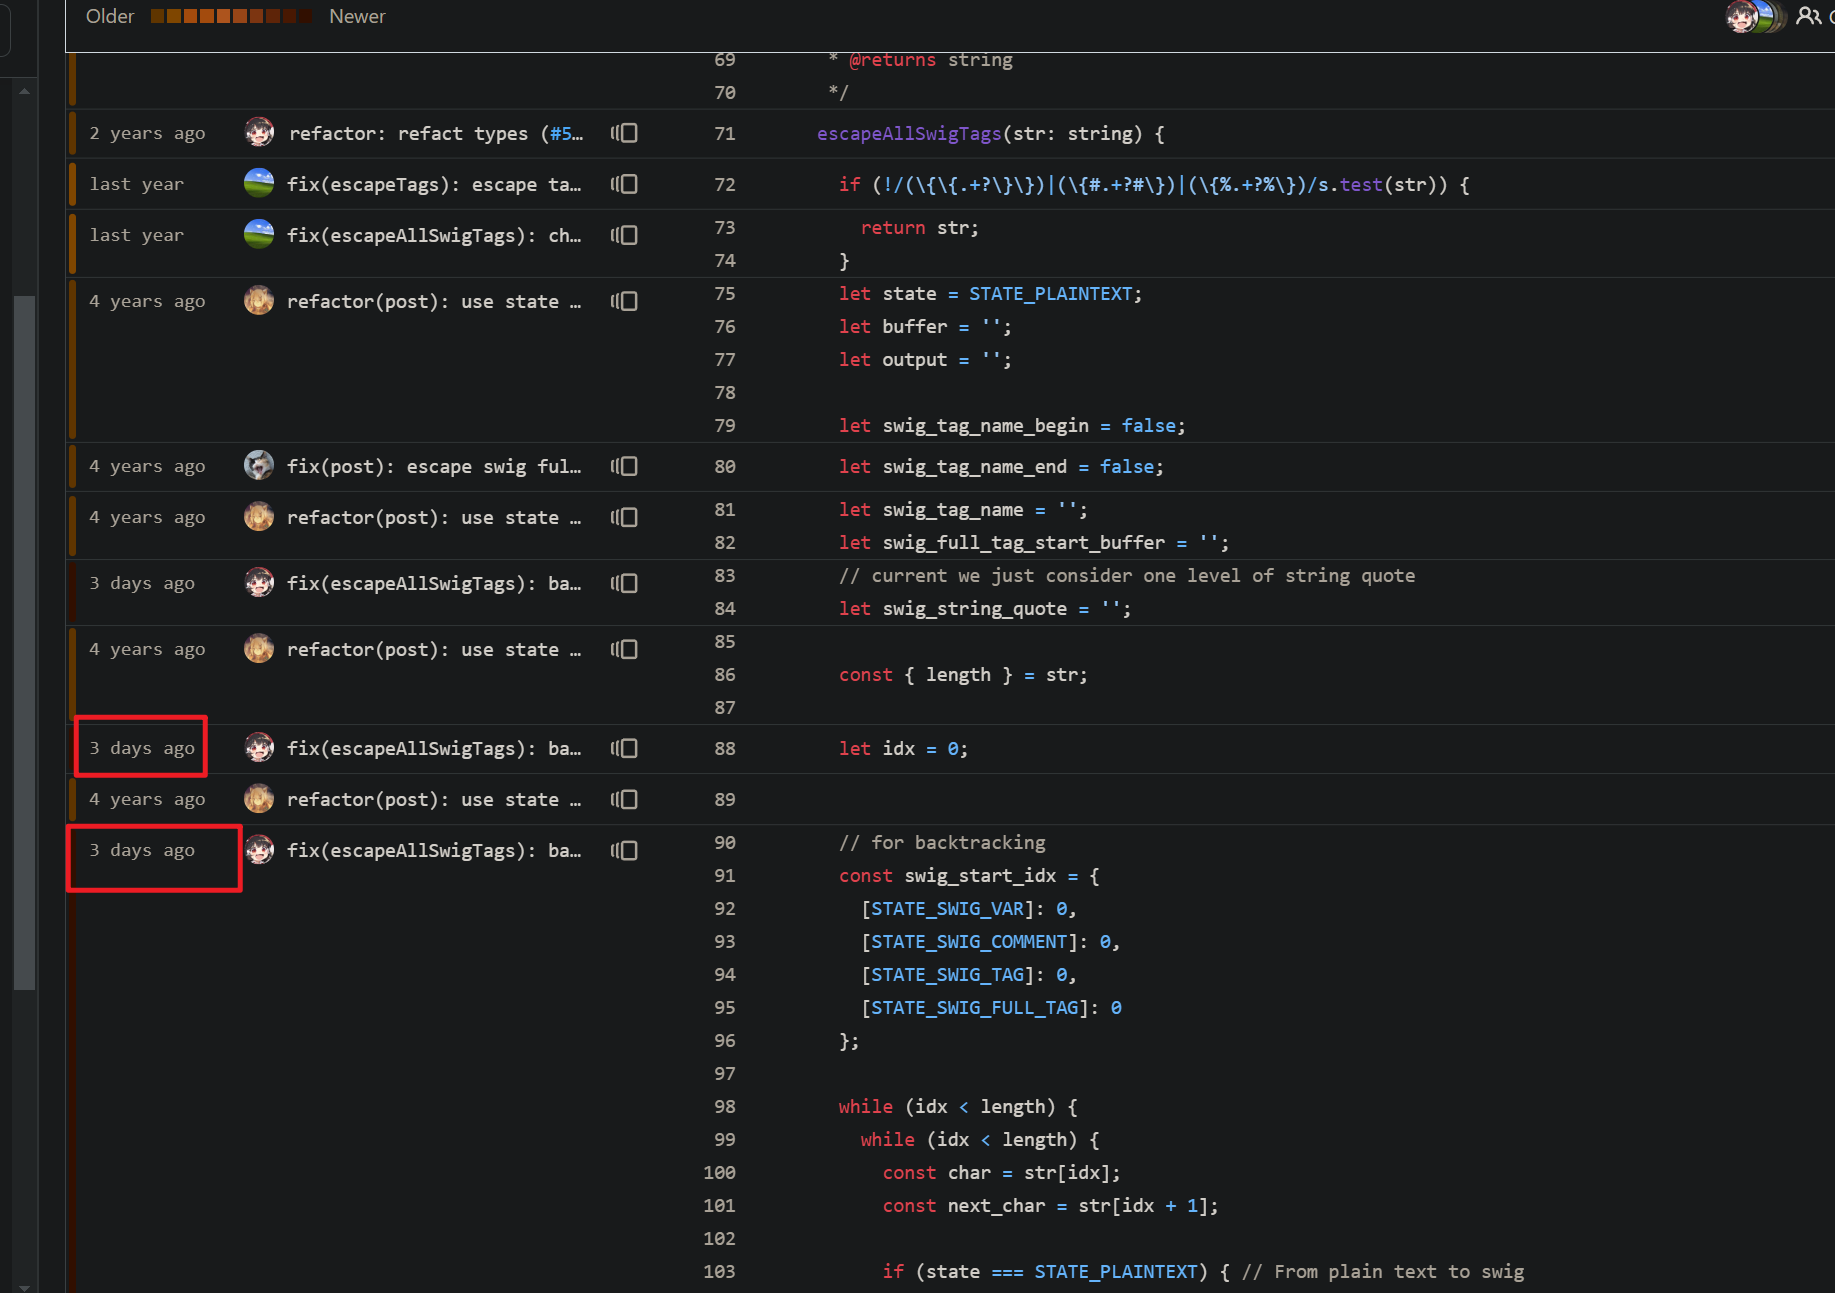 Older Newer
69 * @returns string
70 */
2 years ago refactor: refact types (#5… 71 escapeAllSwigTags(str: string) {
last year fix(escapeTags): escape ta… 72 if (!/(\{\{.+?\}\})|(\{#.+?#\})|(\{%.+?%\})/s.test(str)) {
last year fix(escapeAllSwigTags): ch… 73 return str;
74 }
4 years ago refactor(post): use state … 75 let state = STATE_PLAINTEXT;
76 let buffer = '';
77 let output = '';
78
79 let swig_tag_name_begin = false;
4 years ago fix(post): escape swig ful… 80 let swig_tag_name_end = false;
4 years ago refactor(post): use state … 81 let swig_tag_name = '';
82 let swig_full_tag_start_buffer = '';
3 days ago fix(escapeAllSwigTags): ba… 83 // current we just consider one level of string quote
84 let swig_string_quote = '';
4 years ago refactor(post): use state … 85
86 const { length } = str;
87
3 days ago fix(escapeAllSwigTags): ba… 88 let idx = 0;
4 years ago refactor(post): use state … 89
3 days ago fix(escapeAllSwigTags): ba… 90 // for backtracking
91 const swig_start_idx = {
92 [STATE_SWIG_VAR]: 0,
93 [STATE_SWIG_COMMENT]: 0,
94 [STATE_SWIG_TAG]: 0,
95 [STATE_SWIG_FULL_TAG]: 0
96 };
97
98 while (idx < length) {
99 while (idx < length) {
100 const char = str[idx];
101 const next_char = str[idx + 1];
102
103 if (state === STATE_PLAINTEXT) { // From plain text to swig